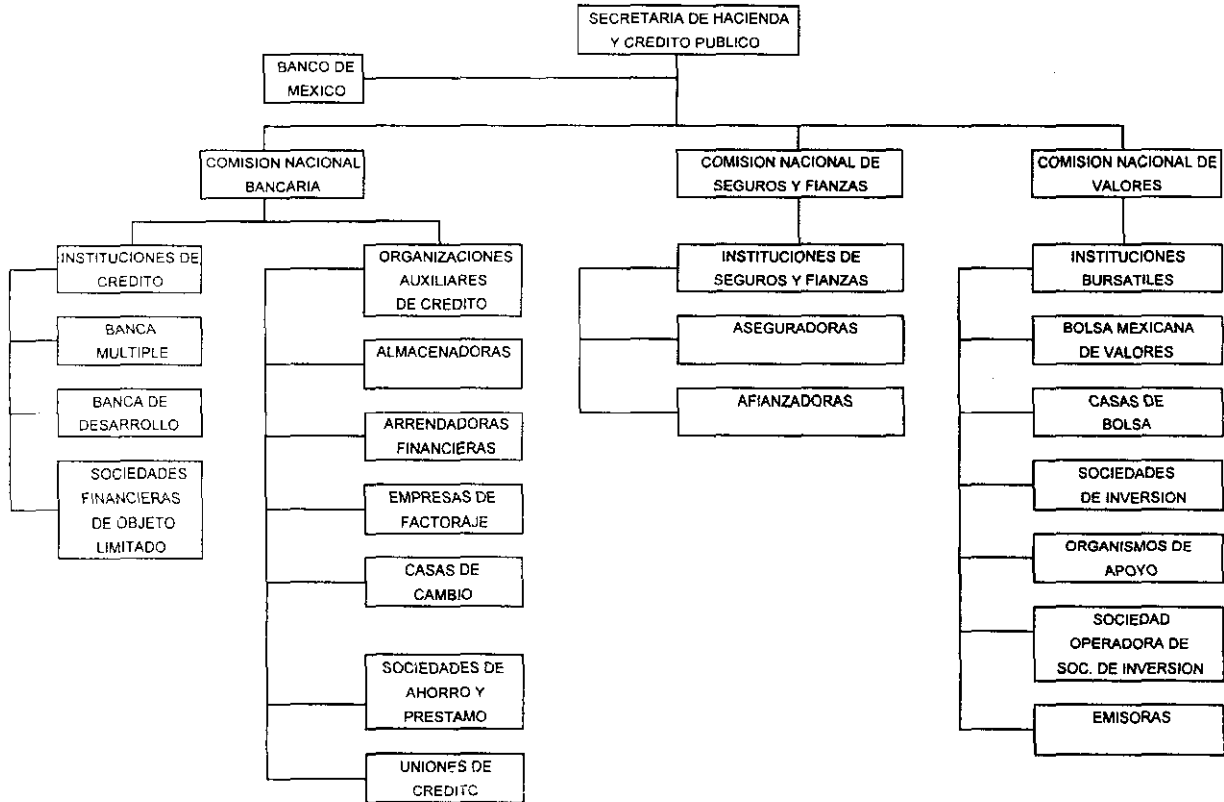 SECRETARIA DE HACIENDA
Y CREDITO PUBLICO
BANCO DE
MEXICO
COMISION NACIONAL
BANCARIA
COMISION NACIONAL DE
SEGUROS Y FIANZAS
COMISION NACIONAL DE
VALORES
INSTITUCIONES DE
CREDITO
BANCA
MULTIPLE
BANCA DE
DESARROLLO
SOCIEDADES
FINANCIERAS
DE OBJETO
LIMITADO
ORGANIZACIONES
AUXILIARES
DE CREDITO
ALMACENADORAS
ARRENDADORAS
FINANCIERAS
EMPRESAS DE
FACTORAJE
CASAS DE
CAMBIO
SOCIEDADES DE
AHORRO Y
PRESTAMO
UNIONES DE
CREDITO
INSTITUCIONES DE
SEGUROS Y FIANZAS
ASEGURADORAS
AFIANZADORAS
INSTITUCIONES
BURSATILES
BOLSA MEXICANA
DE VALORES
CASAS DE
BOLSA
SOCIEDADES
DE INVERSION
ORGANISMOS DE
APOYO
SOCIEDAD
OPERADORA DE
SOC. DE INVERSION
EMISORAS